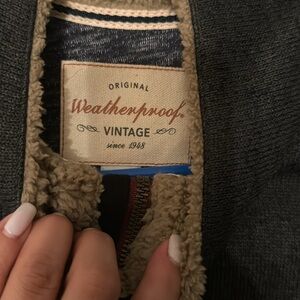 ORIGINAL
Weatherproof®
VINTAGE
since 1948